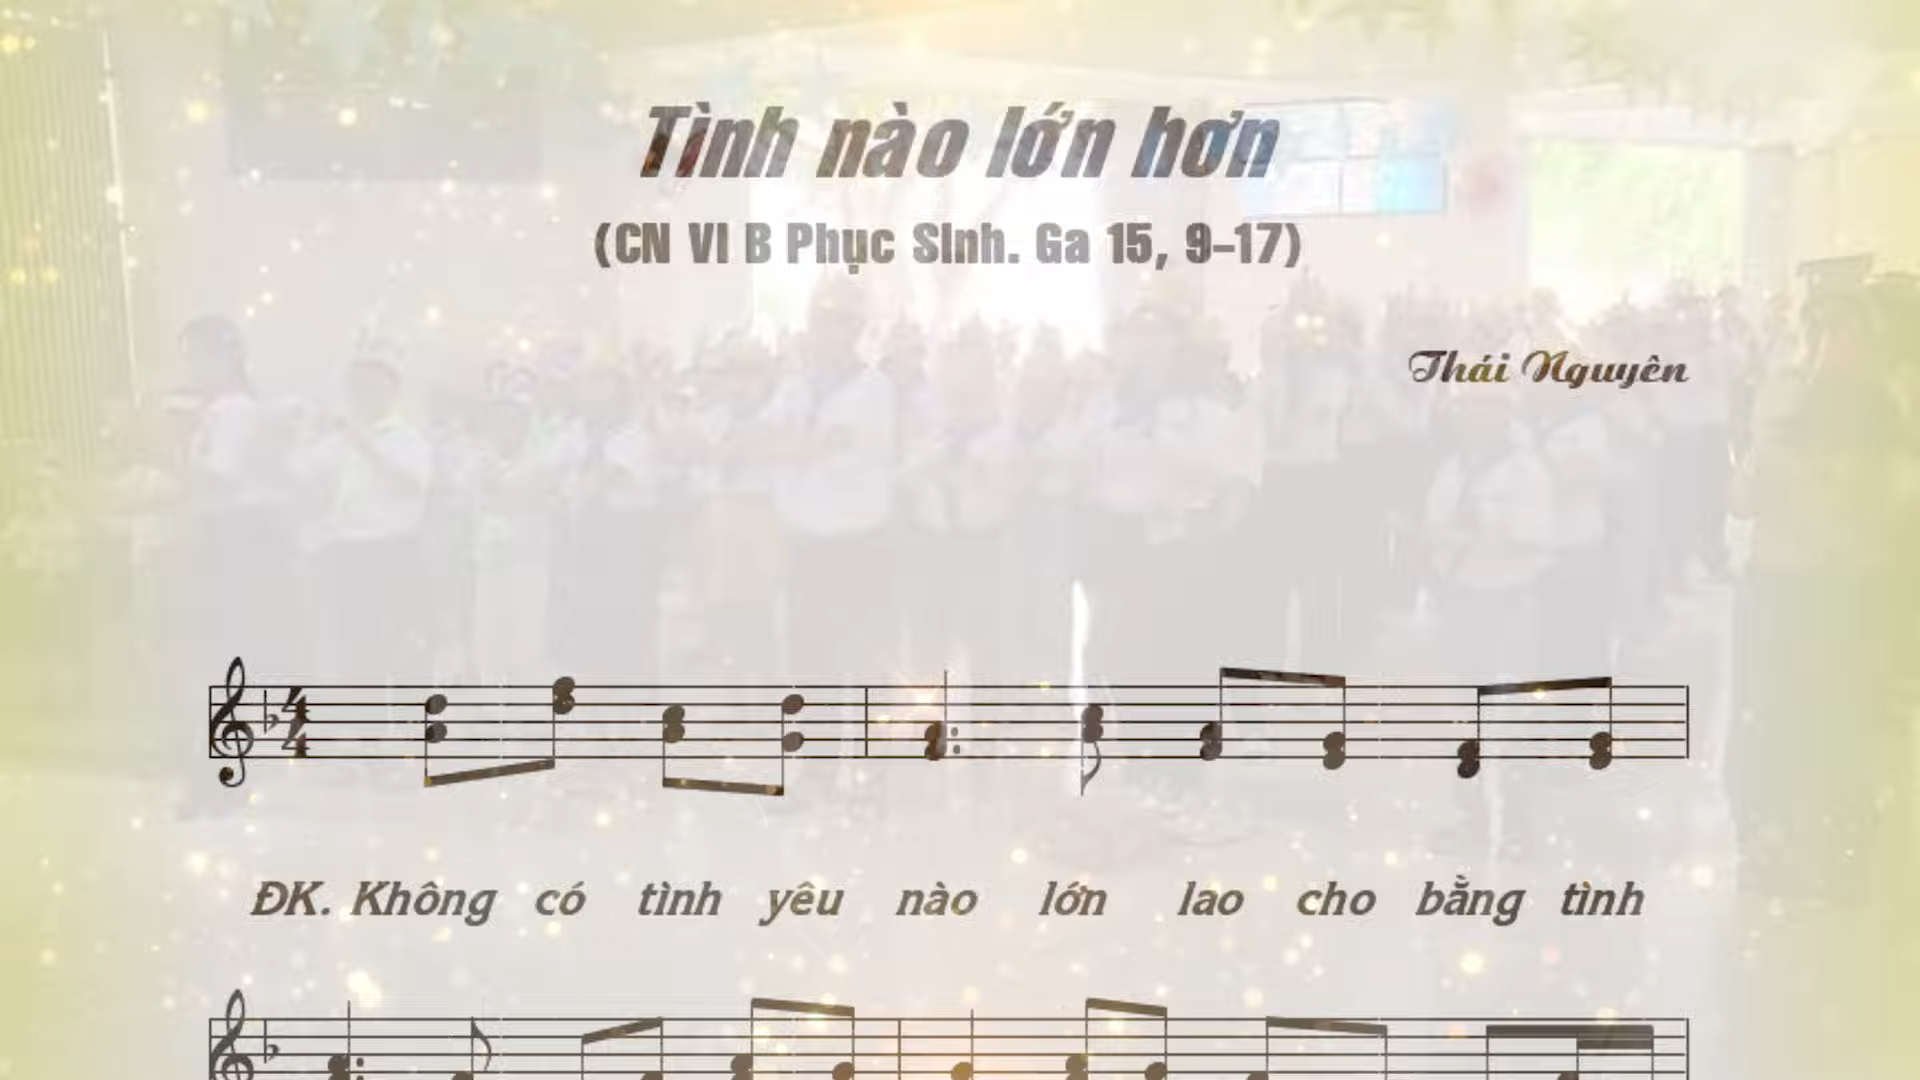 Tình nào lớn hơn
(CN VI B Phục Sinh. Ga 15, 9-17)
Thái Nguyên
ĐK. Không có tình yêu nào lớn lao cho bằng tình